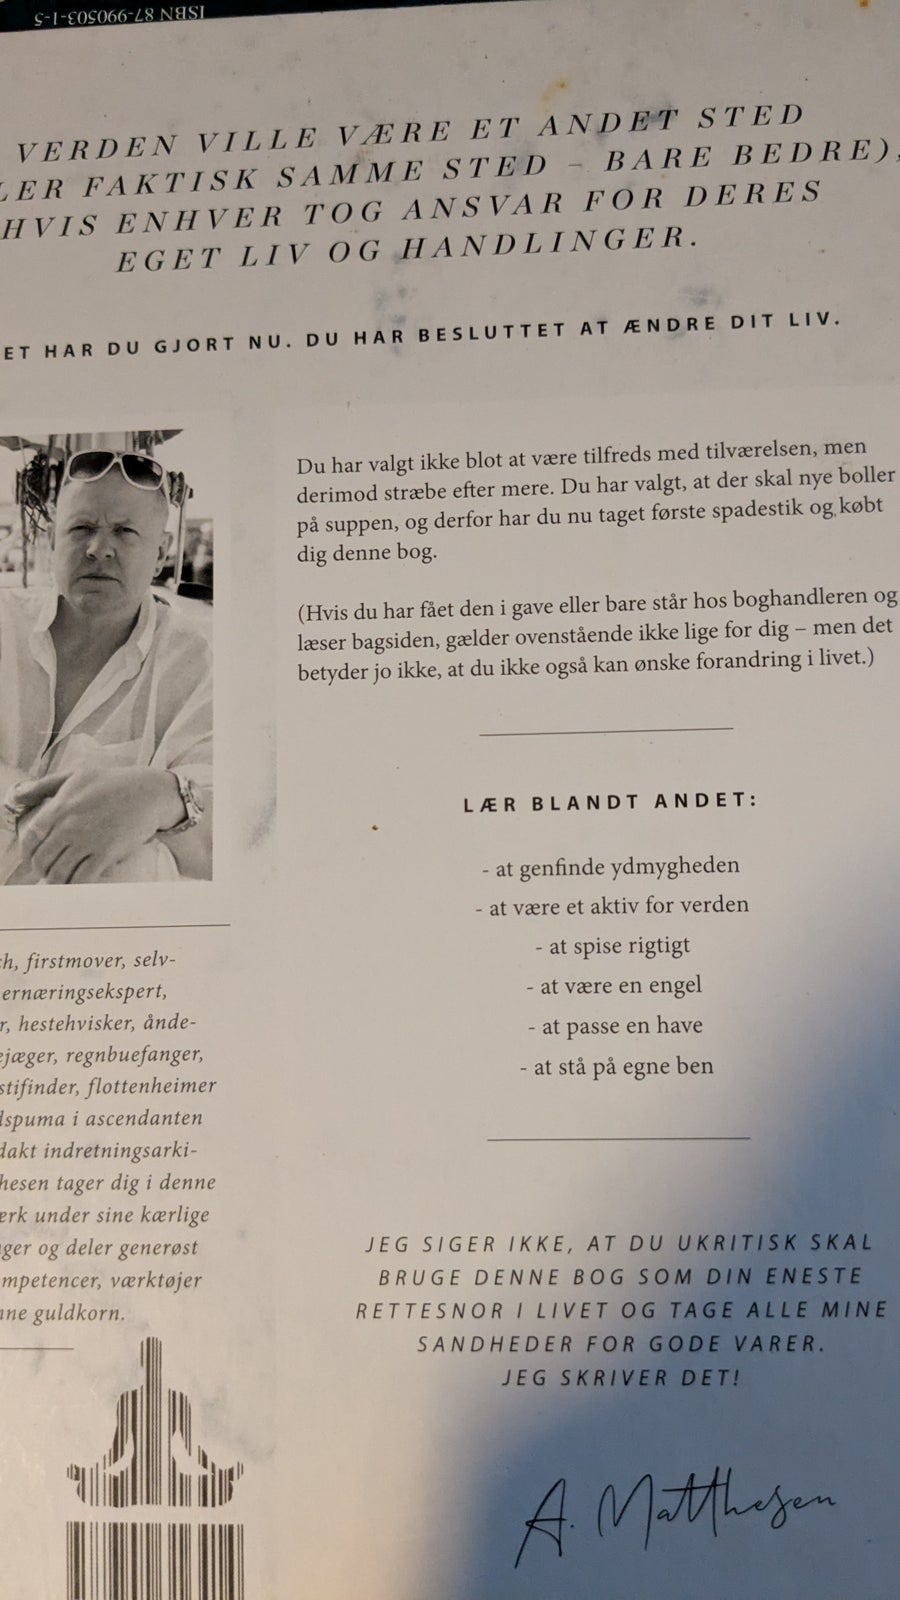 ISBN 87-990503-1-5
VERDEN VILLE VÆRE ET ANDET STED
LER FAKTISK SAMME STED – BARE BEDRE),
HVIS ENHVER TOG ANSVAR FOR DERES
EGET LIV OG HANDLINGER.
ET HAR DU GJORT NU. DU HAR BESLUTTET AT ÆNDRE DIT LIV.
Du har valgt ikke blot at være tilfreds med tilværelsen, men
derimod stræbe efter mere. Du har valgt, at der skal nye boller
på suppen, og derfor har du nu taget første spadestik og købt
dig denne bog.
(Hvis du har fået den i gave eller bare står hos boghandleren og
læser bagsiden, gælder ovenstående ikke lige for dig – men det
betyder jo ikke, at du ikke også kan ønske forandring i livet.)
LÆR BLANDT ANDET:
- at genfinde ydmygheden
- at være et aktiv for verden
- at spise rigtigt
- at være en engel
- at passe en have
- at stå på egne ben
ch, firstmover, selv-
ernæringsekspert,
r, hestehvisker, ånde-
ejæger, regnbuefanger,
stifinder, flottenheimer
dspuma i ascendanten
dakt indretningsarki-
hesen tager dig i denne
ærk under sine kærlige
ger og deler generøst
mpetencer, værktøjer
nne guldkorn.
JEG SIGER IKKE, AT DU UKRITISK SKAL
BRUGE DENNE BOG SOM DIN ENESTE
RETTESNOR I LIVET OG TAGE ALLE MINE
SANDHEDER FOR GODE VARER.
JEG SKRIVER DET!
A. Matthesen